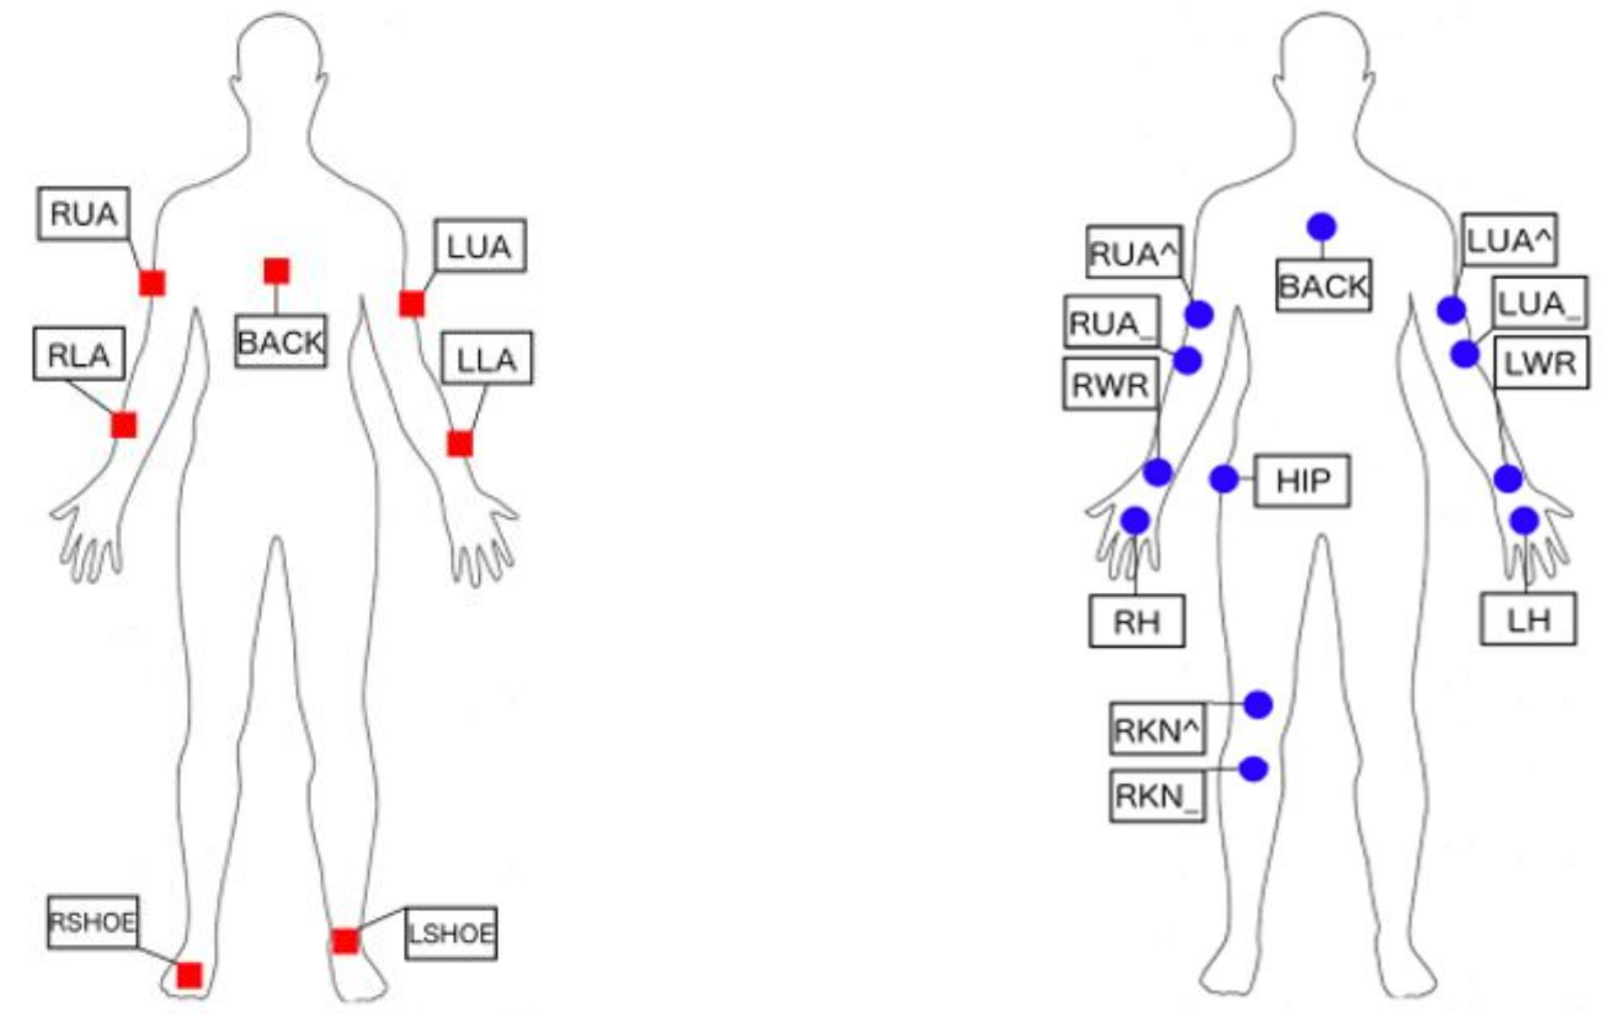 RUA
LUA
BACK
RLA
LLA
RSHOE
LSHOE
RUA^
LUA^
BACK
RUA_
LUA_
RWR
LWR
HIP
RH
LH
RKN^
RKN_